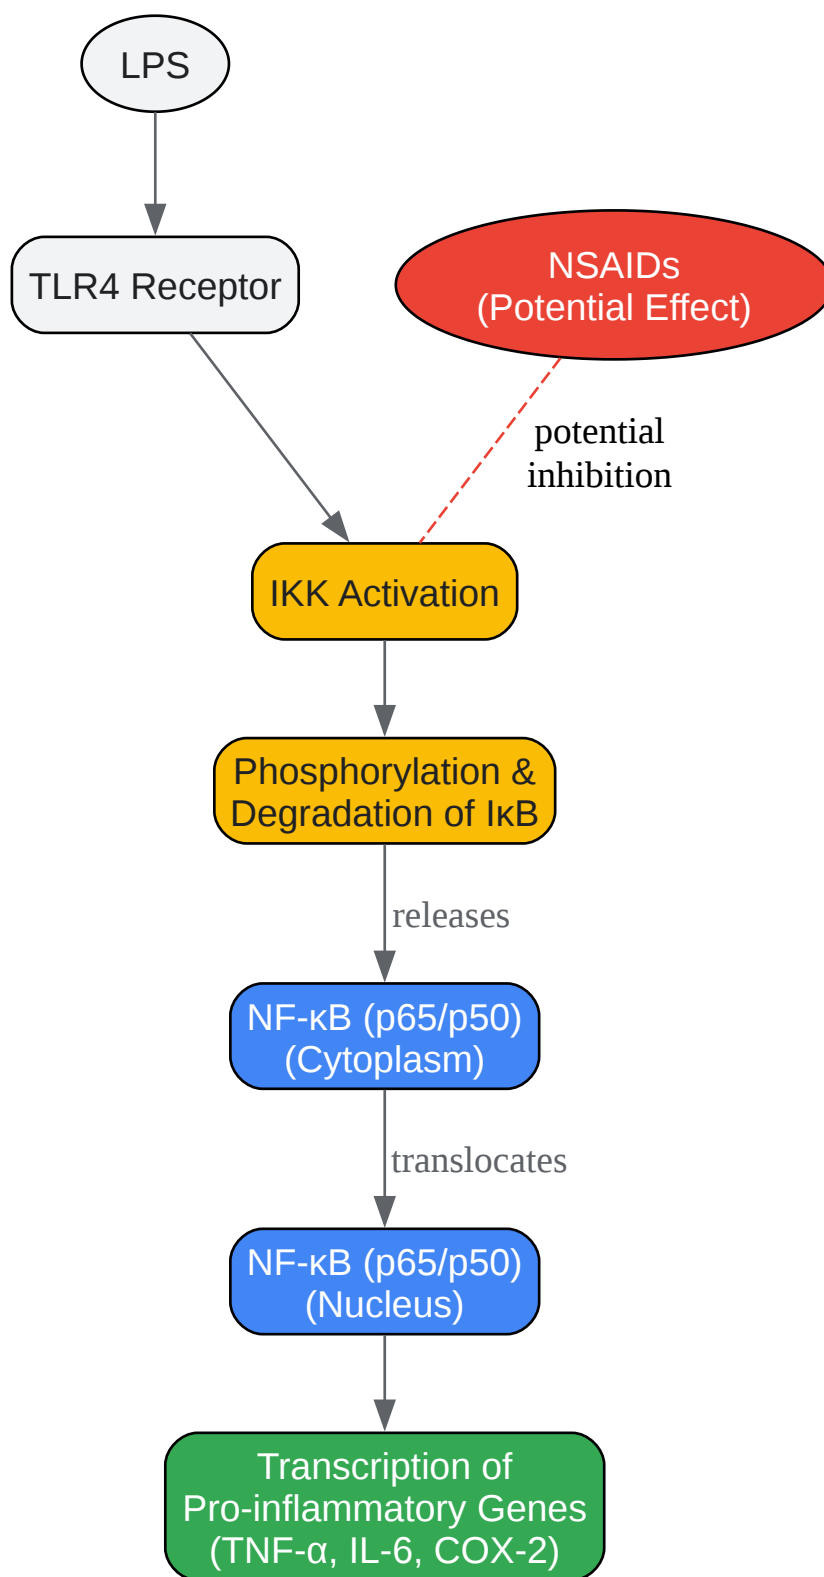 LPS
TLR4 Receptor
NSAIDs
(Potential Effect)
potential
inhibition
IKK Activation
Phosphorylation &
Degradation of IκB
releases
NF-κB (p65/p50)
(Cytoplasm)
translocates
NF-κB (p65/p50)
(Nucleus)
Transcription of
Pro-inflammatory Genes
(TNF-α, IL-6, COX-2)